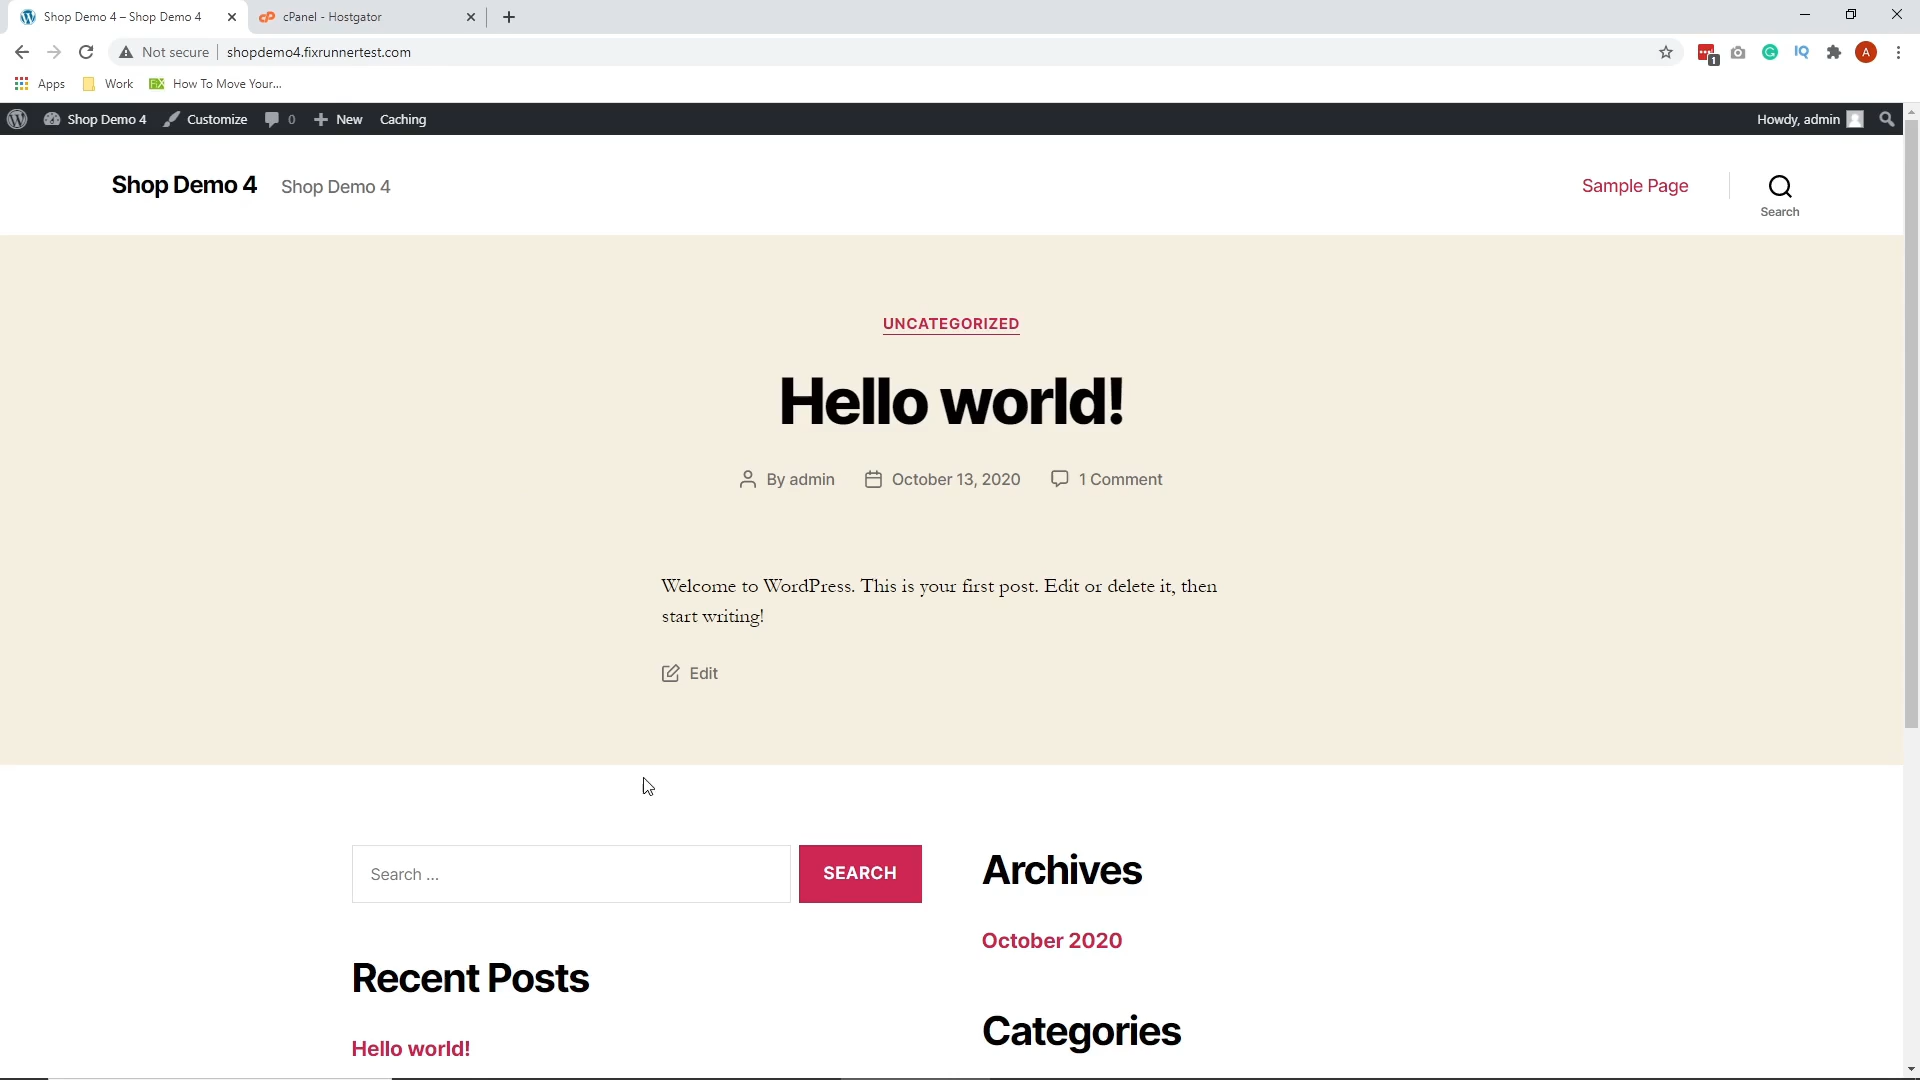 Shop Demo 4 – Shop Demo 4
cPanel - Hostgator
Not secure
shopdemo4.fixrunnertest.com
1
A
Apps
Work
How To Move Your...
Shop Demo 4
Customize
0
New
Caching
Howdy, admin
Shop Demo 4
Shop Demo 4
Sample Page
Search
UNCATEGORIZED
Hello world!
By admin
October 13, 2020
1 Comment
Welcome to WordPress. This is your first post. Edit or delete it, then
start writing!
Edit
Search ...
SEARCH
Recent Posts
Hello world!
Archives
October 2020
Categories